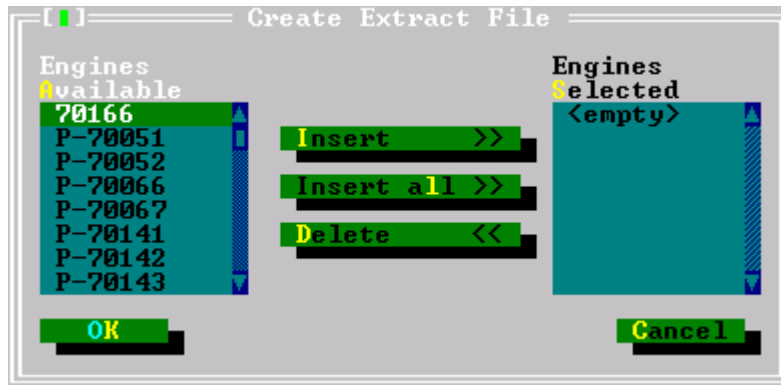 [ ] Create Extract File
Engines Available
70166
P-70051
P-70052
P-70066
P-70067
P-70141
P-70142
P-70143
Insert >>
Insert all >>
Delete <<
Engines Selected
<empty>
OK
Cancel